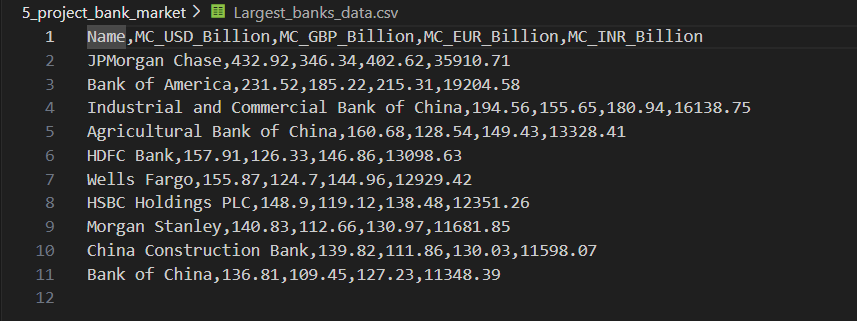 5_project_bank_market > Largest_banks_data.csv
1 Name,MC_USD_Billion,MC_GBP_Billion,MC_EUR_Billion,MC_INR_Billion
2 JPMorgan Chase,432.92,346.34,402.62,35910.71
3 Bank of America,231.52,185.22,215.31,19204.58
4 Industrial and Commercial Bank of China,194.56,155.65,180.94,16138.75
5 Agricultural Bank of China,160.68,128.54,149.43,13328.41
6 HDFC Bank,157.91,126.33,146.86,13098.63
7 Wells Fargo,155.87,124.7,144.96,12929.42
8 HSBC Holdings PLC,148.9,119.12,138.48,12351.26
9 Morgan Stanley,140.83,112.66,130.97,11681.85
10 China Construction Bank,139.82,111.86,130.03,11598.07
11 Bank of China,136.81,109.45,127.23,11348.39
12